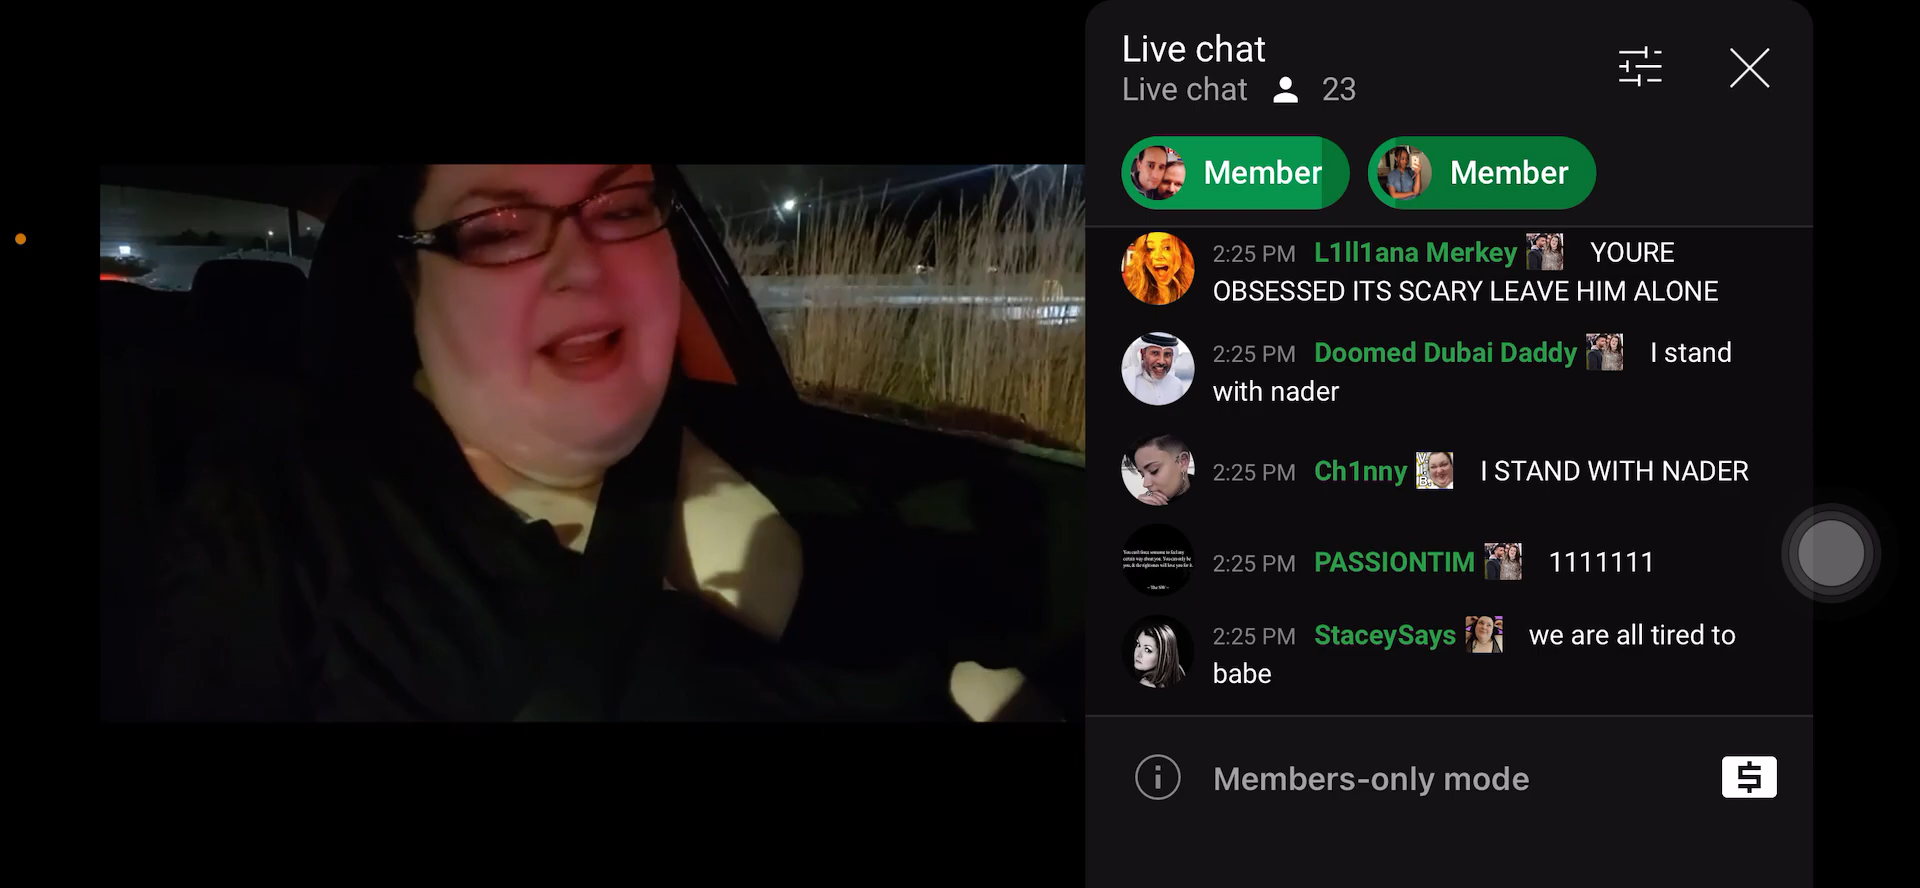 Live chat
Live chat 23
Member Member
2:25 PM L1ll1ana Merkey YOURE
OBSESSED ITS SCARY LEAVE HIM ALONE
2:25 PM Doomed Dubai Daddy I stand
with nader
2:25 PM Ch1nny I STAND WITH NADER
2:25 PM PASSIONTIM 1111111
2:25 PM StaceySays we are all tired to
babe
Members-only mode
$